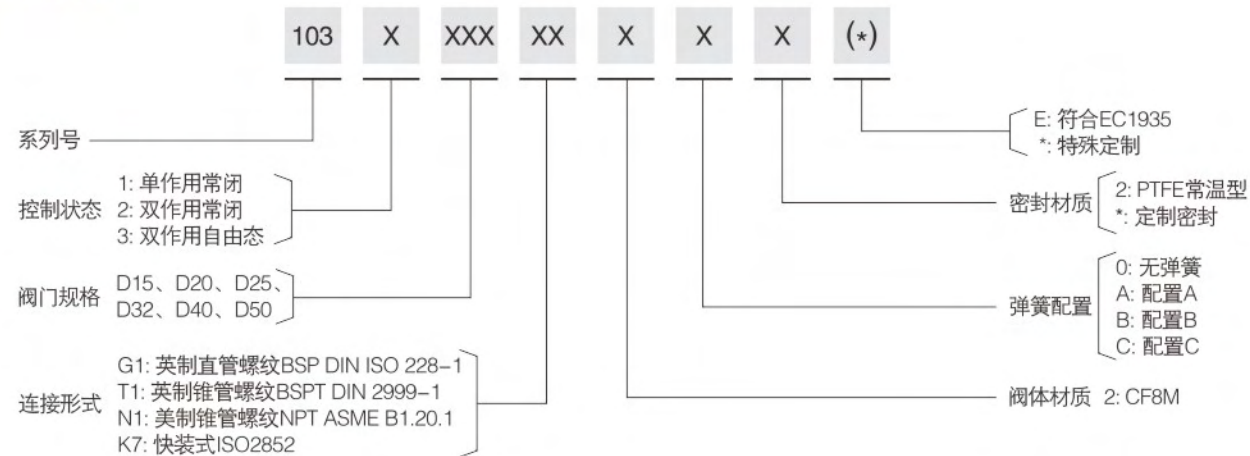 103 X XXX XX X X X (*)
系列号
控制状态
1: 单作用常闭
2: 双作用常闭
3: 双作用自由态
阀门规格
D15、D20、D25、
D32、D40、D50
连接形式
G1: 英制直管螺纹BSP DIN ISO 228-1
T1: 英制锥管螺纹BSPT DIN 2999-1
N1: 美制锥管螺纹NPT ASME B1.20.1
K7: 快装式ISO2852
E: 符合EC1935
*: 特殊定制
密封材质
2: PTFE常温型
*: 定制密封
弹簧配置
0: 无弹簧
A: 配置A
B: 配置B
C: 配置C
阀体材质 2: CF8M